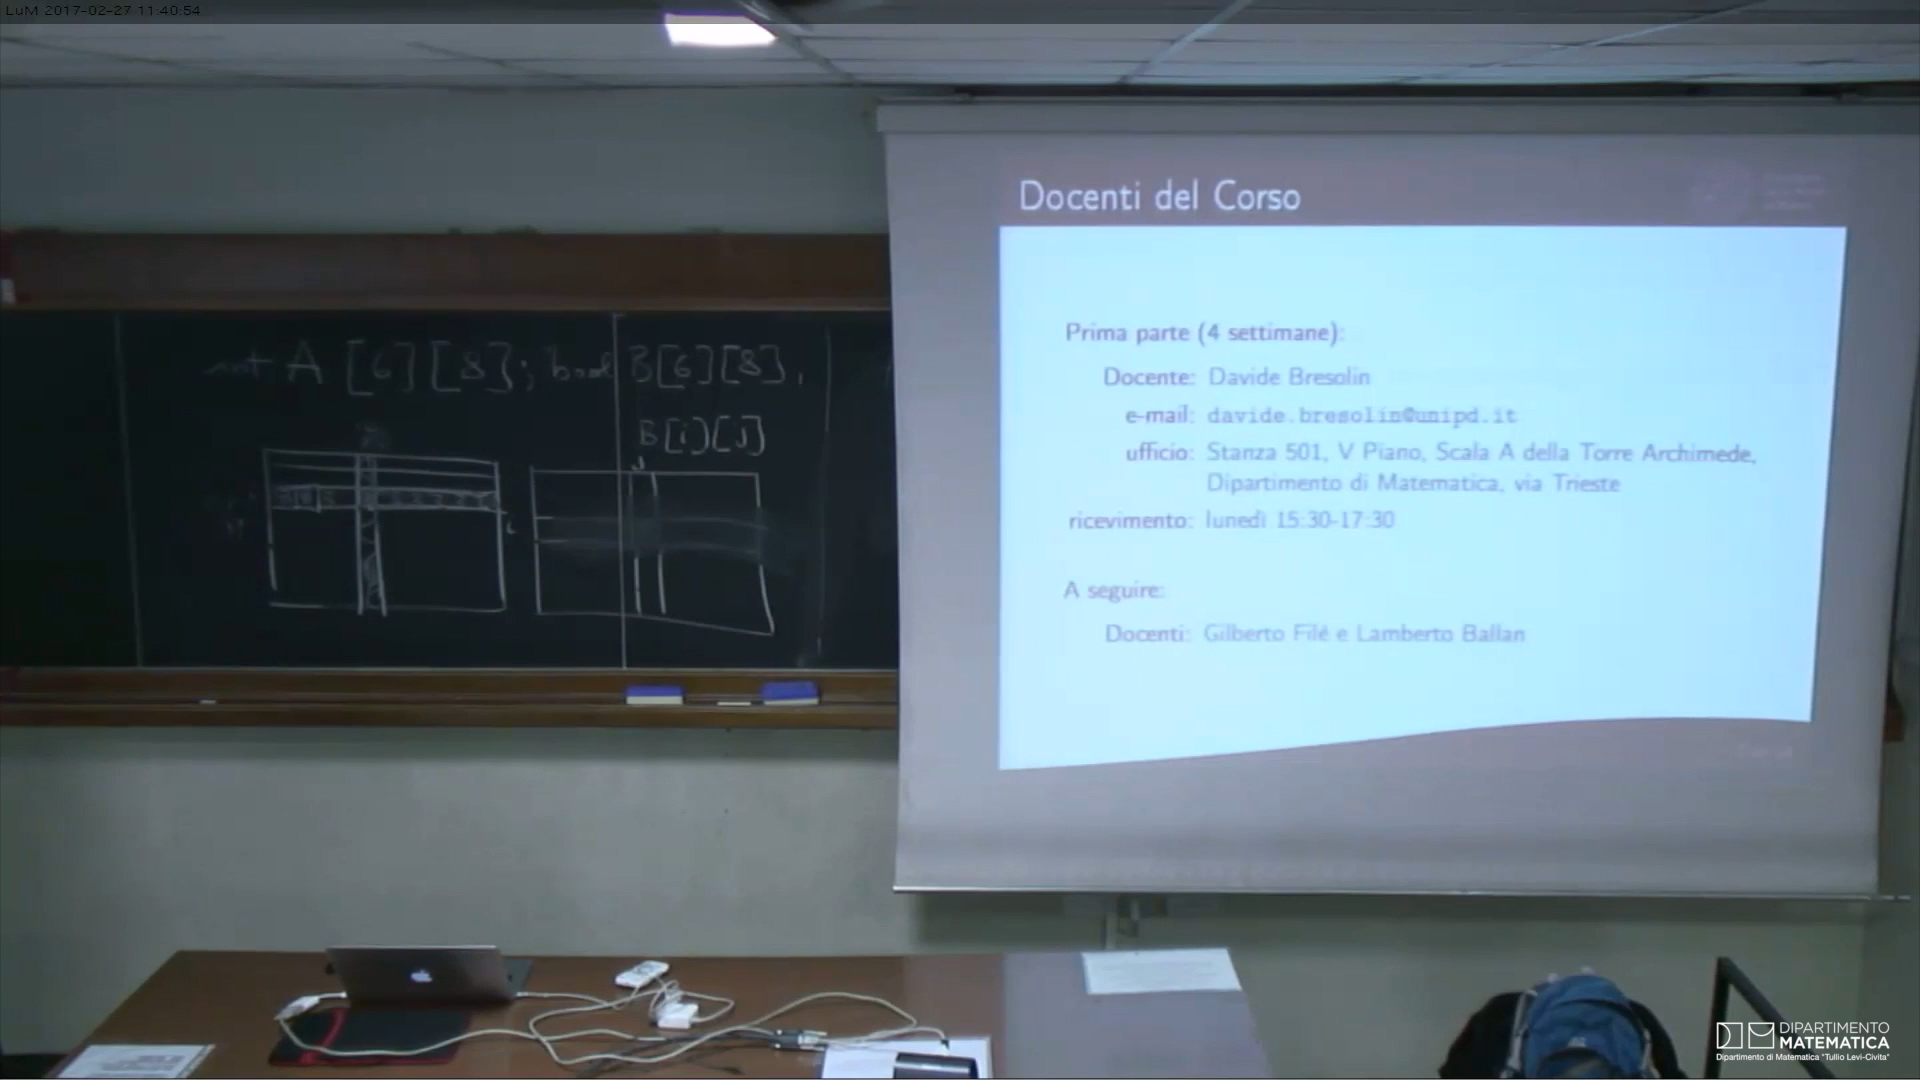 LuM 2017-02-27 11:40:54
int A [6][8]; bool B[6][8],
B[i][j]
j
i
Docenti del Corso
Prima parte (4 settimane):
Docente: Davide Bresolin
e-mail: davide.bresolin@unipd.it
ufficio: Stanza 501, V Piano, Scala A della Torre Archimede,
Dipartimento di Matematica, via Trieste
ricevimento: lunedì 15:30-17:30
A seguire:
Docenti: Gilberto Filé e Lamberto Ballan
DIPARTIMENTO
MATEMATICA
Dipartimento di Matematica "Tullio Levi-Civita"